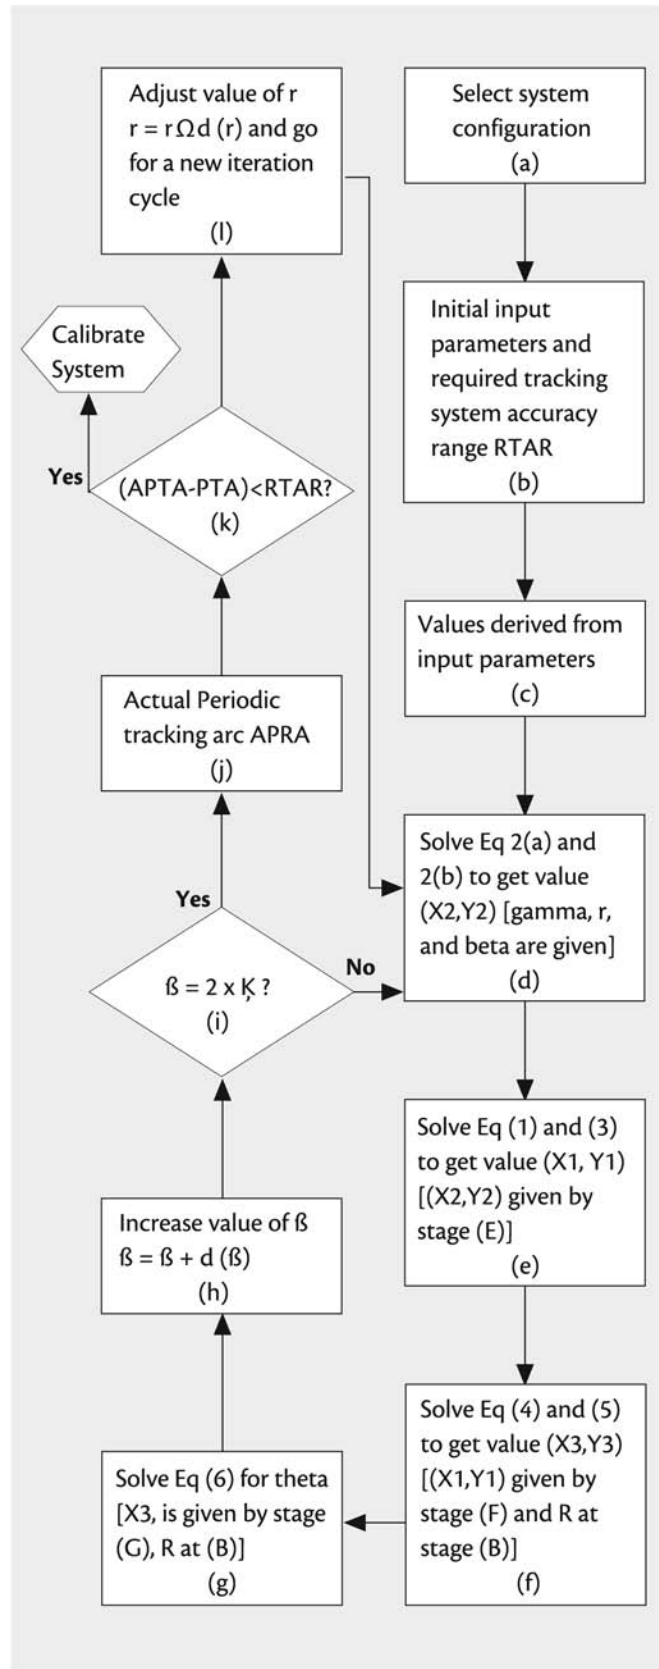 Select system
configuration
(a)
Initial input
parameters and
required tracking
system accuracy
range RTAR
(b)
Values derived from
input parameters
(c)
Solve Eq 2(a) and
2(b) to get value
(X2,Y2) [gamma, r,
and beta are given]
(d)
Solve Eq (1) and (3)
to get value (X1, Y1)
[(X2,Y2) given by
stage (E)]
(e)
Solve Eq (4) and (5)
to get value (X3,Y3)
[(X1,Y1) given by
stage (F) and R at
stage (B)]
(f)
Solve Eq (6) for theta
[X3, is given by stage
(G), R at (B)]
(g)
Increase value of ß
ß = ß + d (ß)
(h)
ß = 2 x Ķ ?
(i)
No
Yes
Actual Periodic
tracking arc APRA
(j)
(APTA-PTA)<RTAR?
(k)
Yes
Calibrate
System
Adjust value of r
r = r Ω d (r) and go
for a new iteration
cycle
(l)